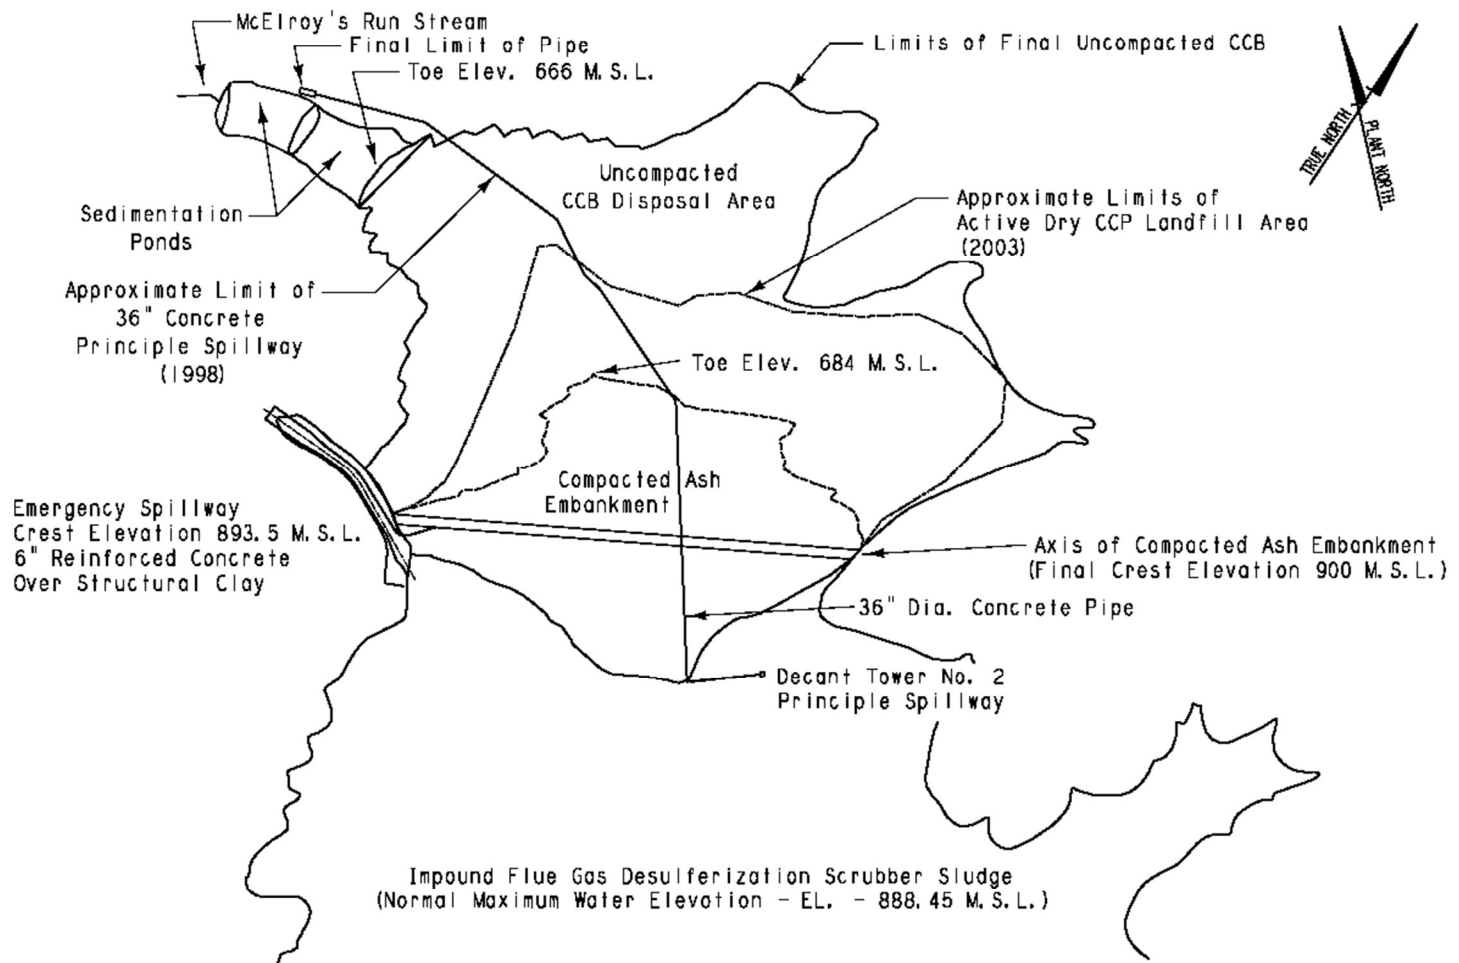 McElroy's Run Stream
Final Limit of Pipe
Toe Elev. 666 M.S.L.
Limits of Final Uncompacted CCB
TRUE NORTH
PLANT NORTH
Uncompacted
CCB Disposal Area
Approximate Limits of
Active Dry CCP Landfill Area
(2003)
Sedimentation
Ponds
Approximate Limit of
36" Concrete
Principle Spillway
(1998)
Toe Elev. 684 M.S.L.
Compacted Ash
Embankment
Emergency Spillway
Crest Elevation 893.5 M.S.L.
6" Reinforced Concrete
Over Structural Clay
Axis of Compacted Ash Embankment
(Final Crest Elevation 900 M.S.L.)
36" Dia. Concrete Pipe
Decant Tower No. 2
Principle Spillway
Impound Flue Gas Desulferization Scrubber Sludge
(Normal Maximum Water Elevation - EL. - 888.45 M.S.L.)